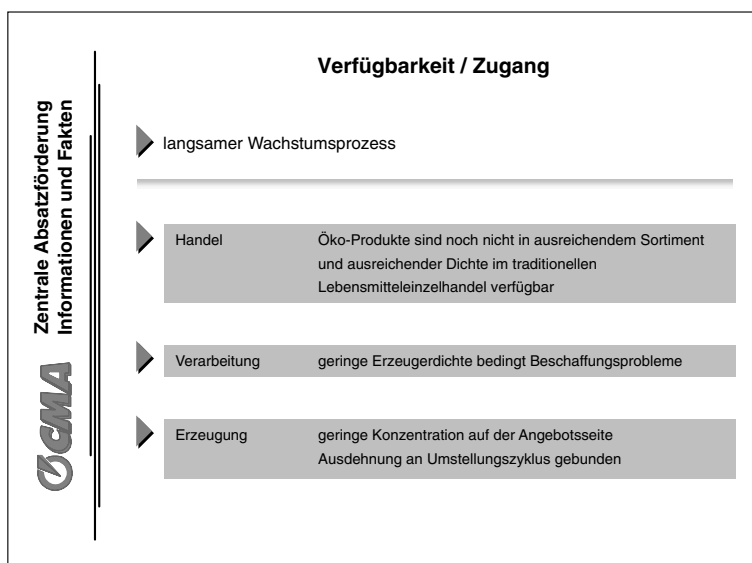 Verfügbarkeit / Zugang
Zentrale Absatzförderung
Informationen und Fakten
CMA
langsamer Wachstumsprozess
Handel Öko-Produkte sind noch nicht in ausreichendem Sortiment
und ausreichender Dichte im traditionellen
Lebensmitteleinzelhandel verfügbar
Verarbeitung geringe Erzeugerdichte bedingt Beschaffungsprobleme
Erzeugung geringe Konzentration auf der Angebotsseite
Ausdehnung an Umstellungszyklus gebunden